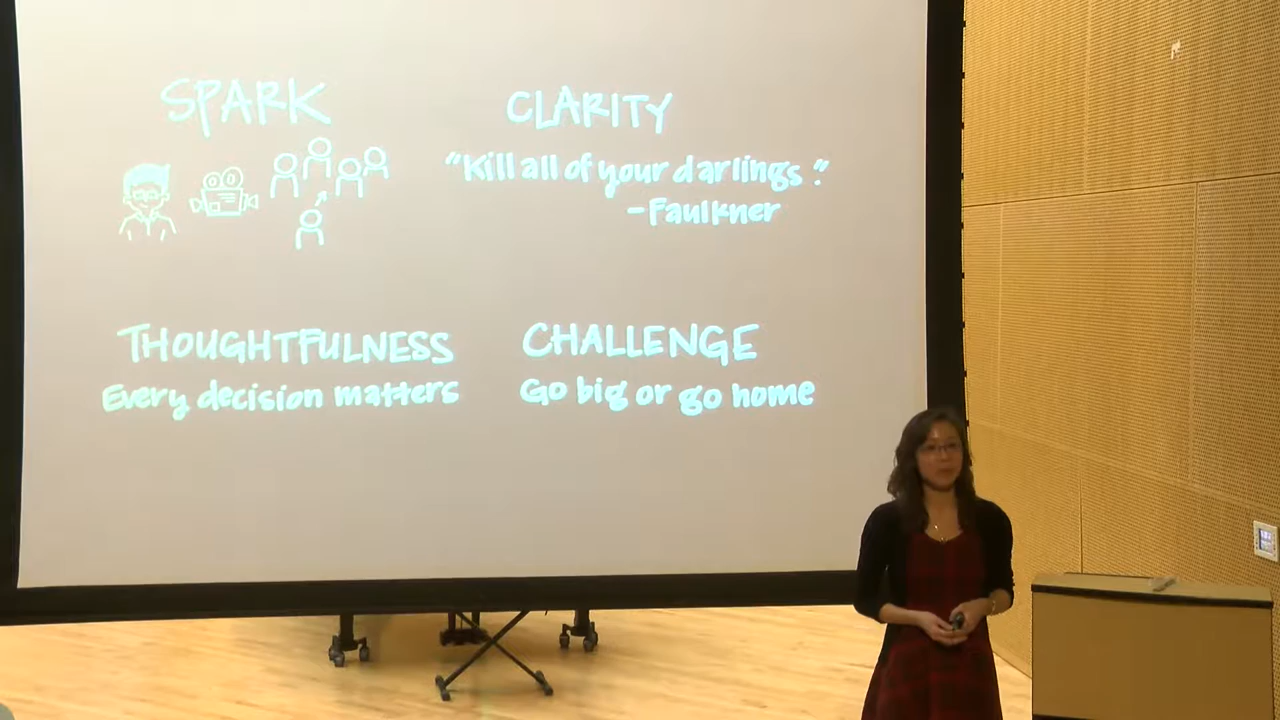 SPARK
CLARITY
"Kill all of your darlings."
-Faulkner
THOUGHTFULNESS
Every decision matters
CHALLENGE
Go big or go home